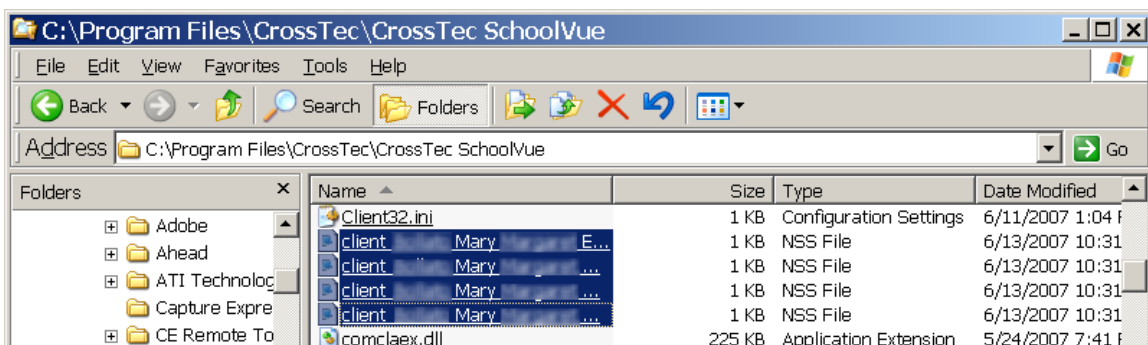 C:\Program Files\CrossTec\CrossTec SchoolVue
File Edit View Favorites Tools Help
Back Search Folders
Address C:\Program Files\CrossTec\CrossTec SchoolVue Go
Folders x Name Size Type Date Modified
Adobe Client32.ini 1 KB Configuration Settings 6/11/2007 1:04
client Mary E... 1 KB NSS File 6/13/2007 10:31
Ahead client Mary ... 1 KB NSS File 6/13/2007 10:31
ATI Technolog client Mary ... 1 KB NSS File 6/13/2007 10:31
Capture Expre client Mary ... 1 KB NSS File 6/13/2007 10:31
CE Remote To comclaex.dll 225 KB Application Extension 5/24/2007 7:41